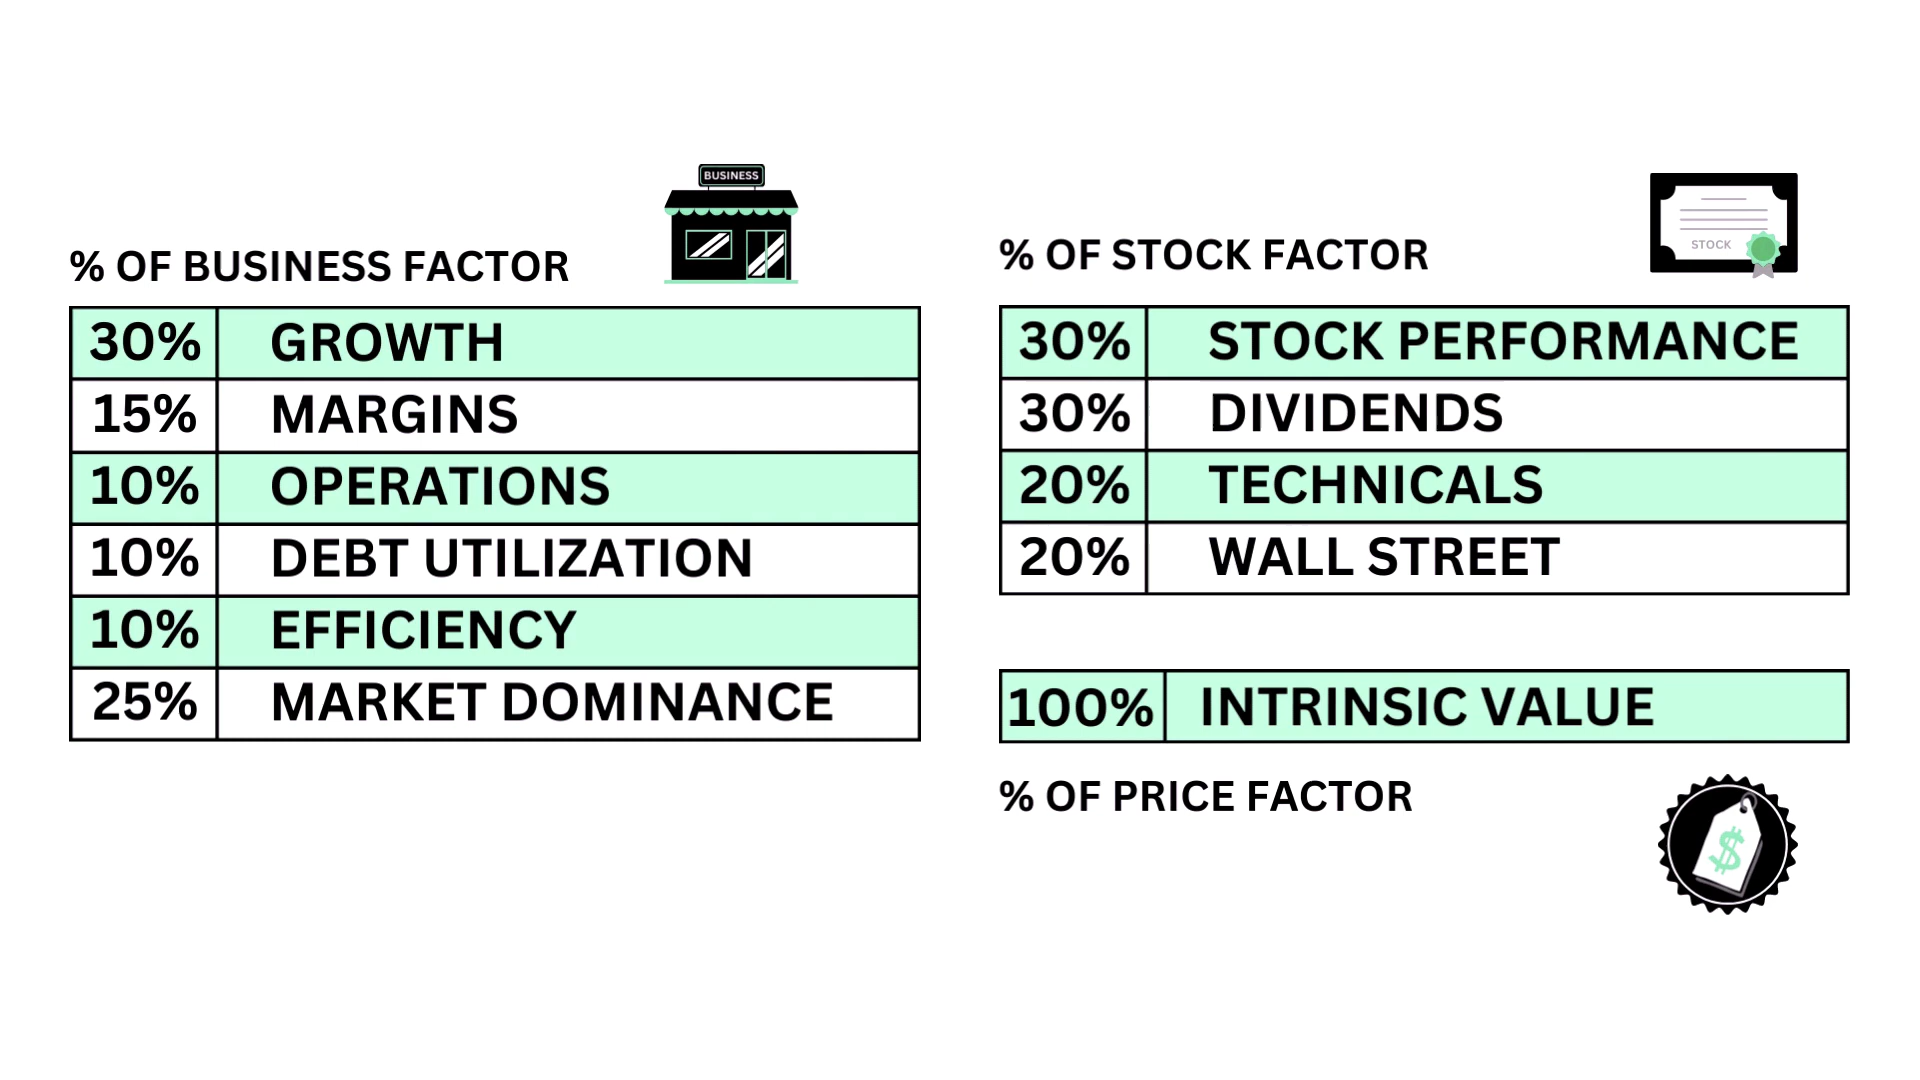 BUSINESS
% OF BUSINESS FACTOR
30% GROWTH
15% MARGINS
10% OPERATIONS
10% DEBT UTILIZATION
10% EFFICIENCY
25% MARKET DOMINANCE
STOCK
% OF STOCK FACTOR
30% STOCK PERFORMANCE
30% DIVIDENDS
20% TECHNICALS
20% WALL STREET
100% INTRINSIC VALUE
% OF PRICE FACTOR
$